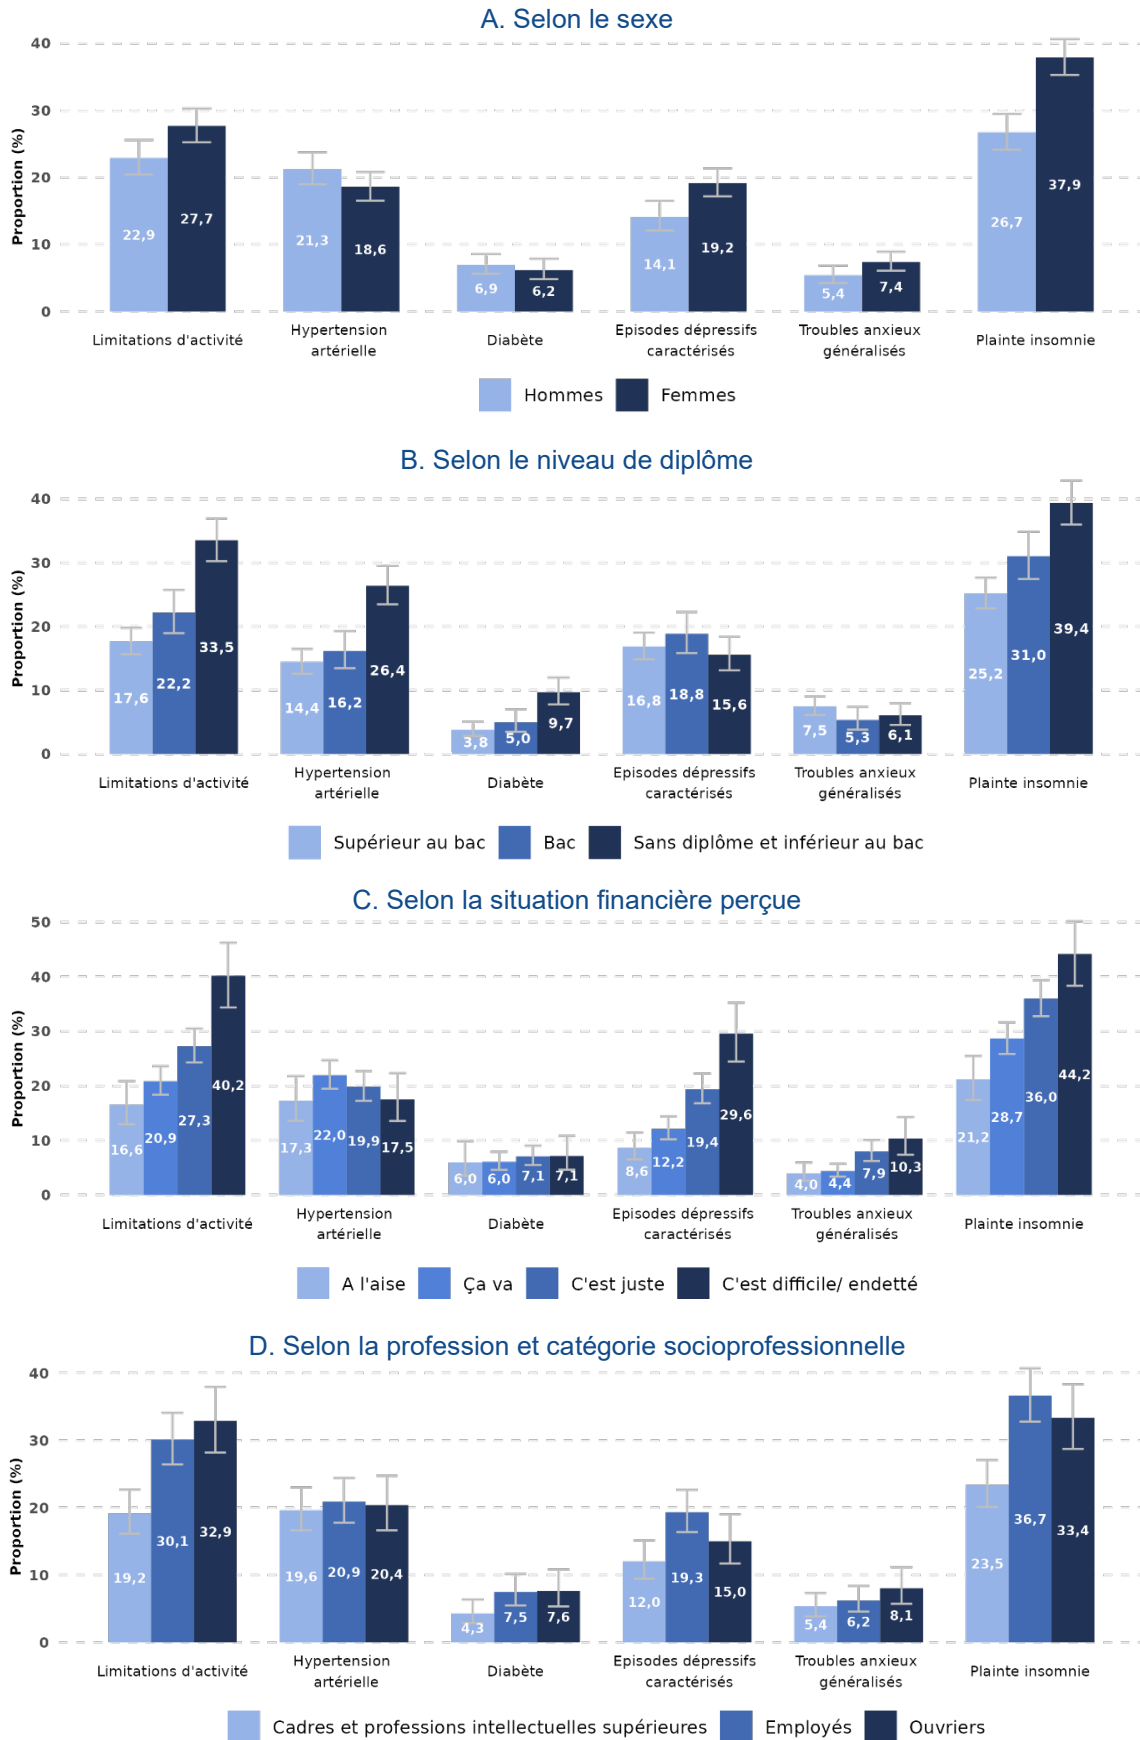 A. Selon le sexe
40
30
20
10
0
Proportion (%)
22,9
27,7
21,3
18,6
6,9
6,2
14,1
19,2
5,4
7,4
26,7
37,9
Limitations d'activité
Hypertension
artérielle
Diabète
Episodes dépressifs
caractérisés
Troubles anxieux
généralisés
Plainte insomnie
Hommes
Femmes
B. Selon le niveau de diplôme
40
30
20
10
0
Proportion (%)
17,6
22,2
33,5
14,4
16,2
26,4
3,8
5,0
9,7
16,8
18,8
15,6
7,5
5,3
6,1
25,2
31,0
39,4
Limitations d'activité
Hypertension
artérielle
Diabète
Episodes dépressifs
caractérisés
Troubles anxieux
généralisés
Plainte insomnie
Supérieur au bac
Bac
Sans diplôme et inférieur au bac
C. Selon la situation financière perçue
50
40
30
20
10
0
Proportion (%)
16,6
20,9
27,3
40,2
17,3
22,0
19,9
17,5
6,0
6,0
7,1
7,1
8,6
12,2
19,4
29,6
4,0
4,4
7,9
10,3
21,2
28,7
36,0
44,2
Limitations d'activité
Hypertension
artérielle
Diabète
Episodes dépressifs
caractérisés
Troubles anxieux
généralisés
Plainte insomnie
A l'aise
Ça va
C'est juste
C'est difficile/ endetté
D. Selon la profession et catégorie socioprofessionnelle
40
30
20
10
0
Proportion (%)
19,2
30,1
32,9
19,6
20,9
20,4
4,3
7,5
7,6
12,0
19,3
15,0
5,4
6,2
8,1
23,5
36,7
33,4
Limitations d'activité
Hypertension
artérielle
Diabète
Episodes dépressifs
caractérisés
Troubles anxieux
généralisés
Plainte insomnie
Cadres et professions intellectuelles supérieures
Employés
Ouvriers